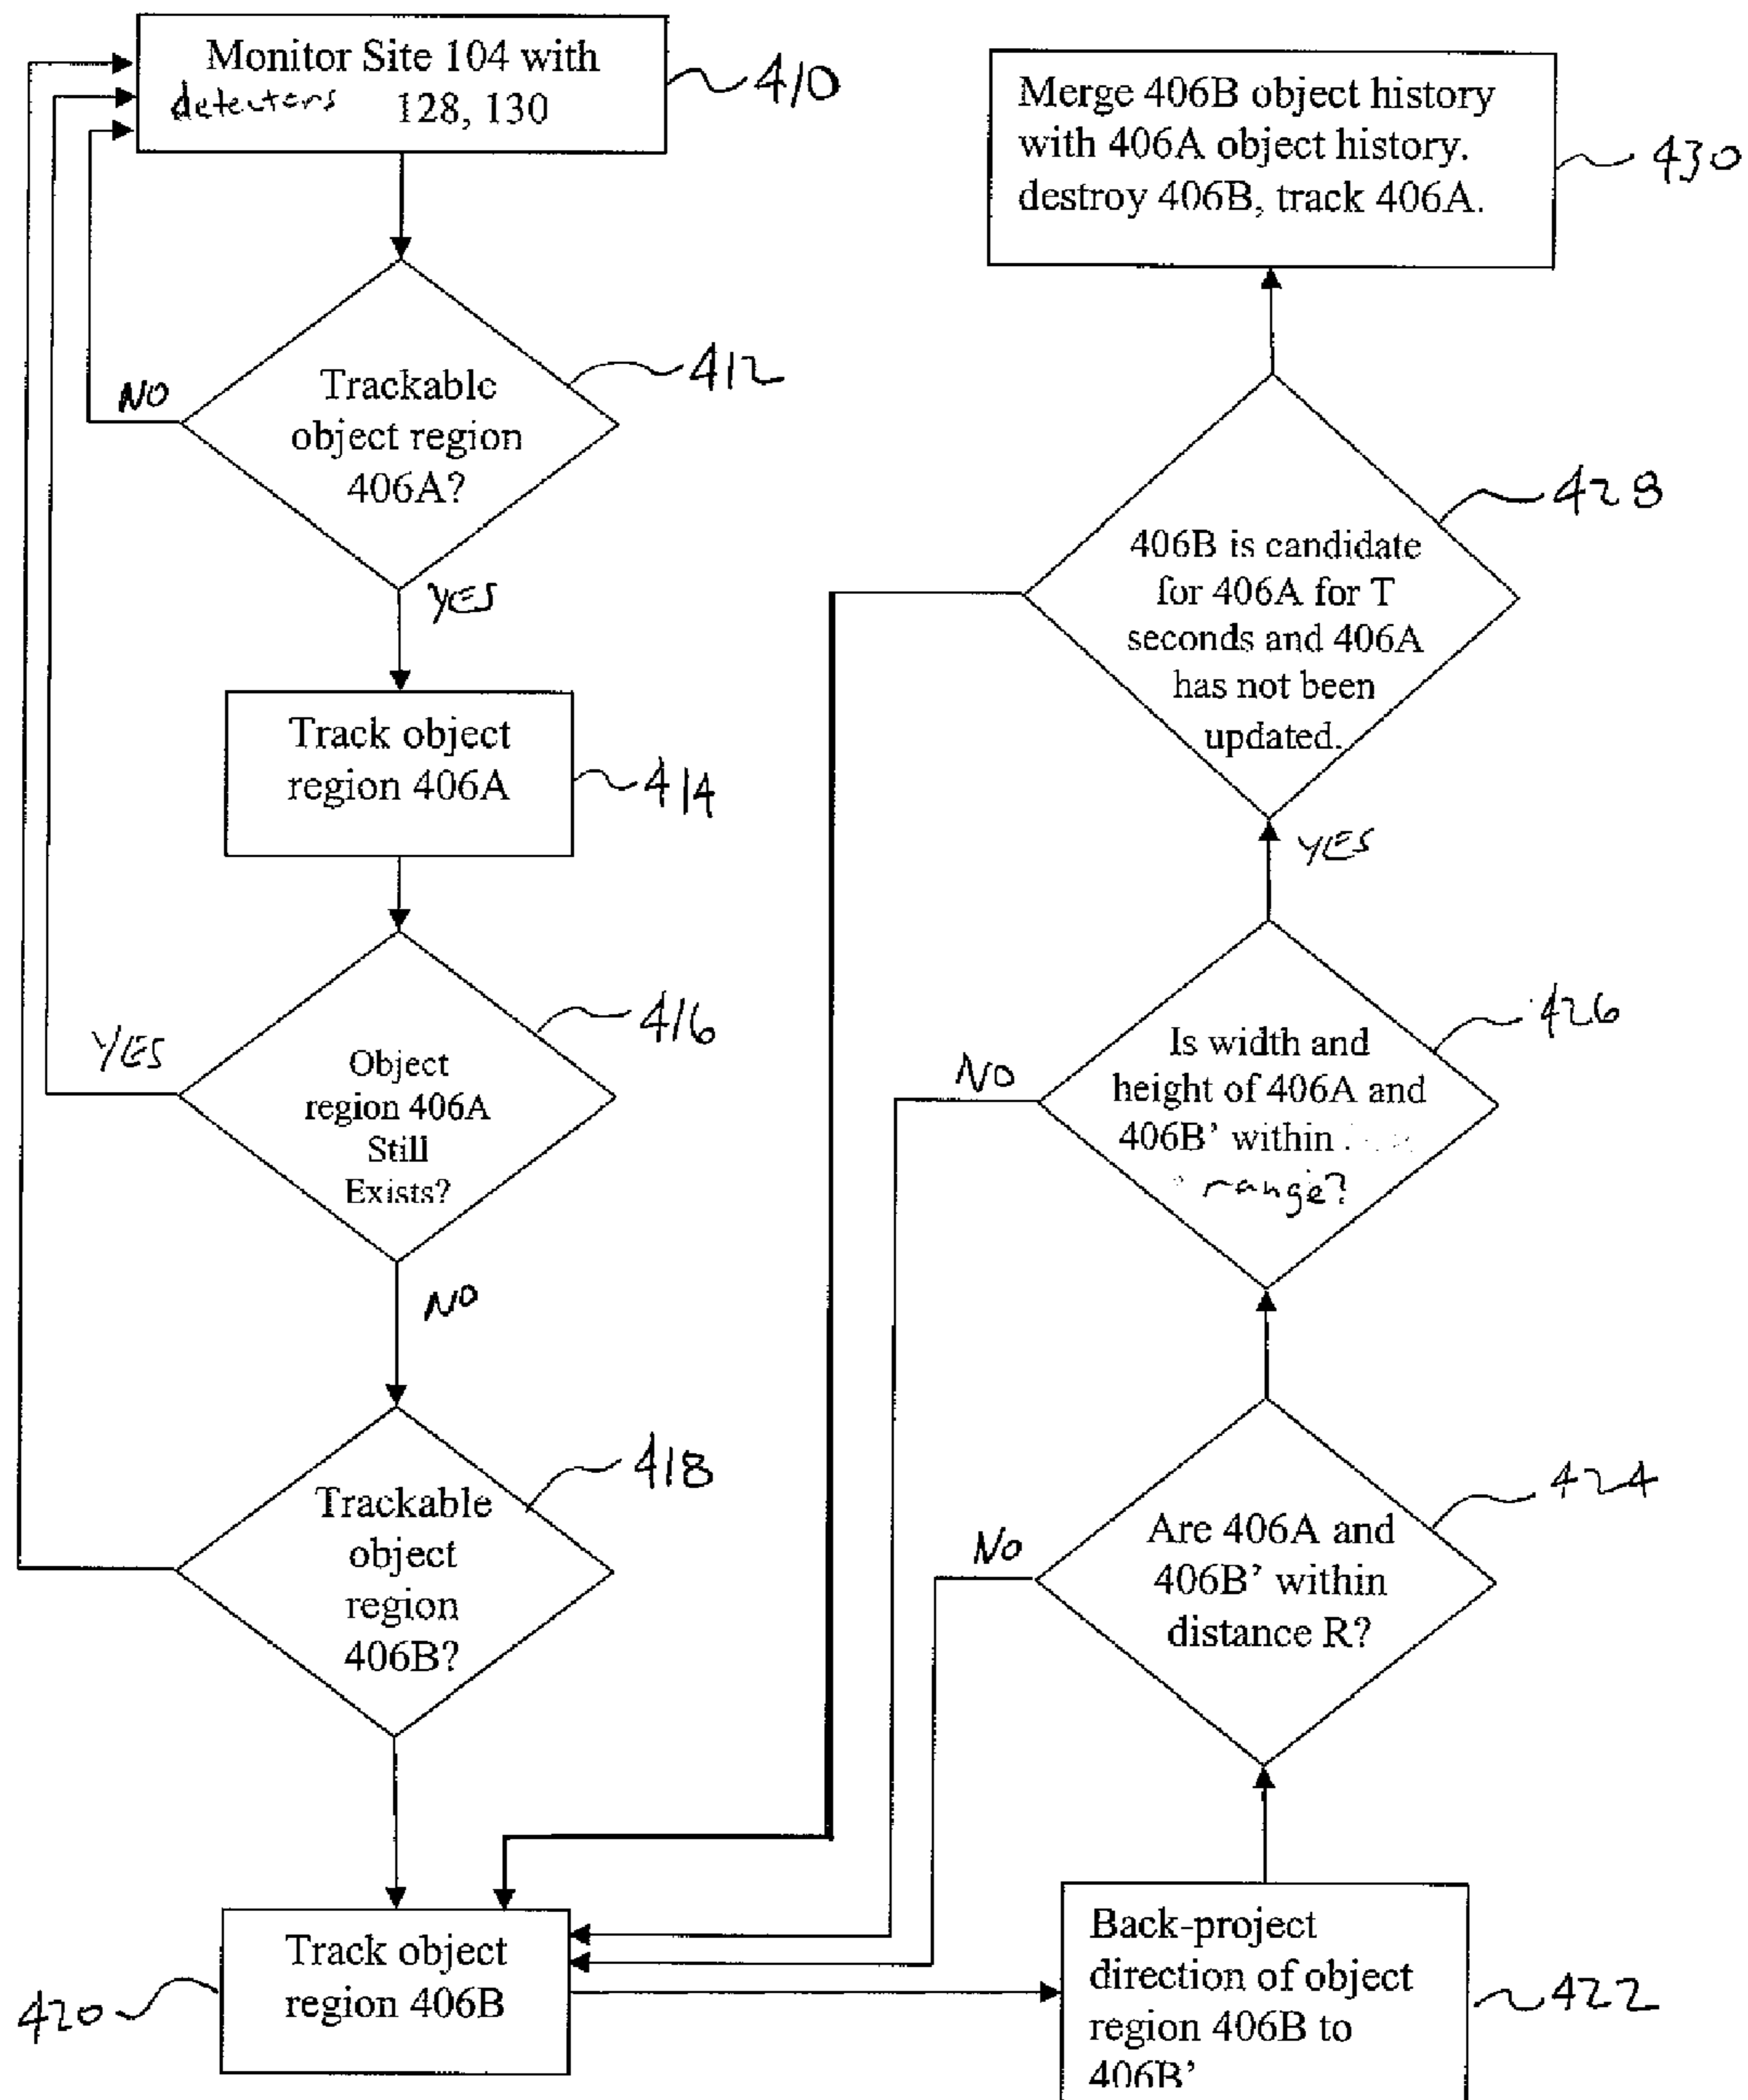 Monitor Site 104 with
detectors 128, 130
410
Trackable
object region
406A?
412
NO
YES
Track object
region 406A
414
Object
region 406A
Still
Exists?
416
YES
NO
Trackable
object
region
406B?
418
Track object
region 406B
420
Back-project
direction of object
region 406B to
406B’
422
Are 406A and
406B’ within
distance R?
424
No
Is width and
height of 406A and
406B’ within
range?
426
NO
YES
406B is candidate
for 406A for T
seconds and 406A
has not been
updated.
428
Merge 406B object history
with 406A object history.
destroy 406B, track 406A.
430